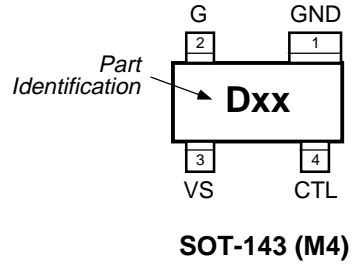 G GND
2 1
Part
Identification
Dxx
3 4
VS CTL
SOT-143 (M4)